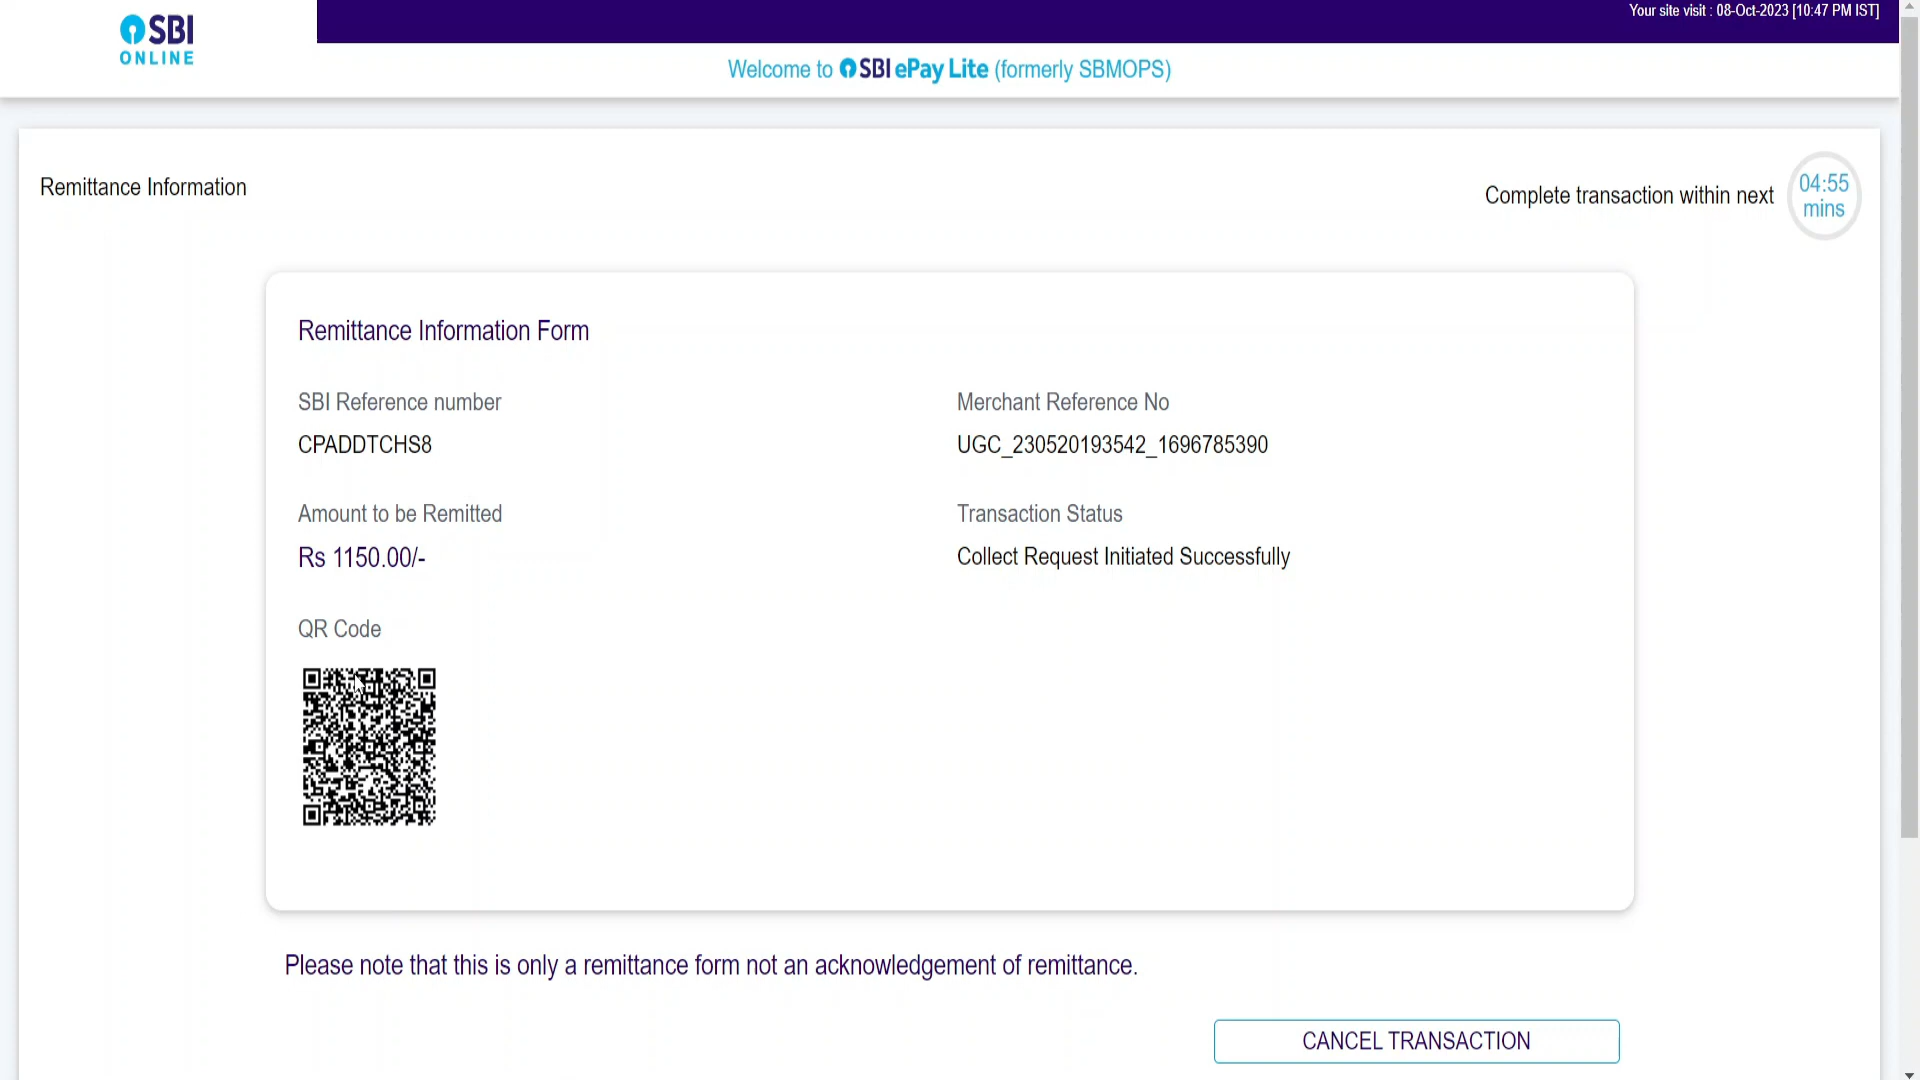 SBI
ONLINE
Your site visit : 08-Oct-2023 [10:47 PM IST]
Welcome to SBI ePay Lite (formerly SBMOPS)
Remittance Information
Complete transaction within next
04:55
mins
Remittance Information Form
SBI Reference number
Merchant Reference No
CPADDTCHS8
UGC_230520193542_1696785390
Amount to be Remitted
Transaction Status
Rs 1150.00/-
Collect Request Initiated Successfully
QR Code
Please note that this is only a remittance form not an acknowledgement of remittance.
CANCEL TRANSACTION